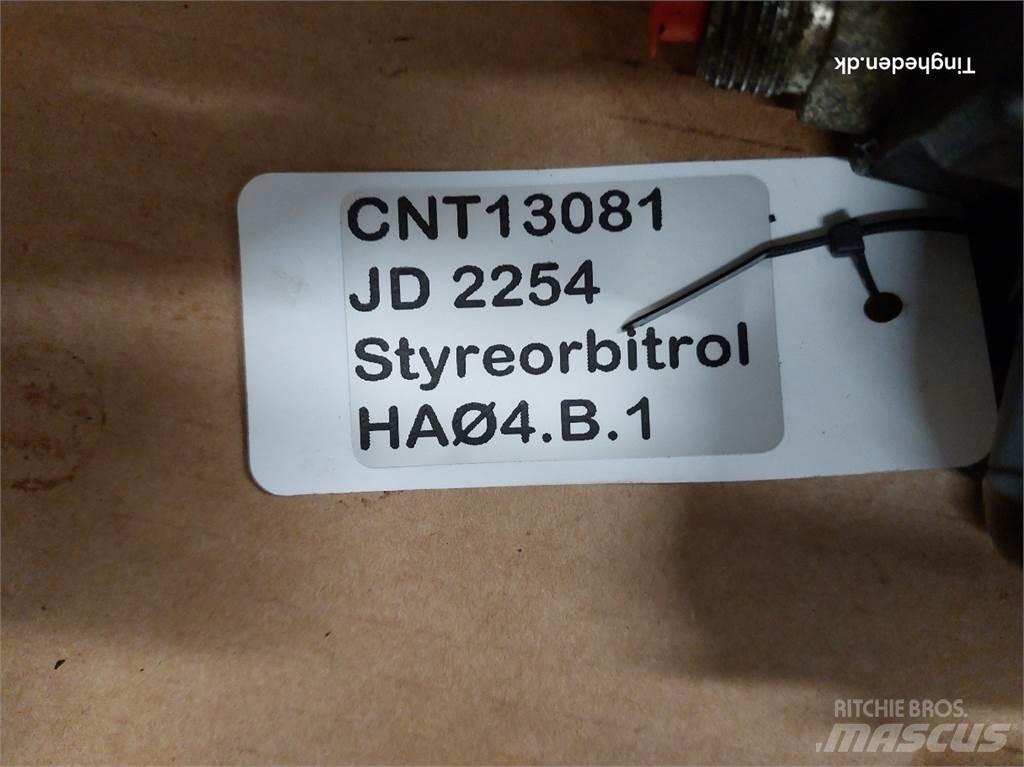 Tingheden.dk
CNT13081
JD 2254
Styreorbitrol
HAØ4.B.1
RITCHIE BROS.
MASCUS